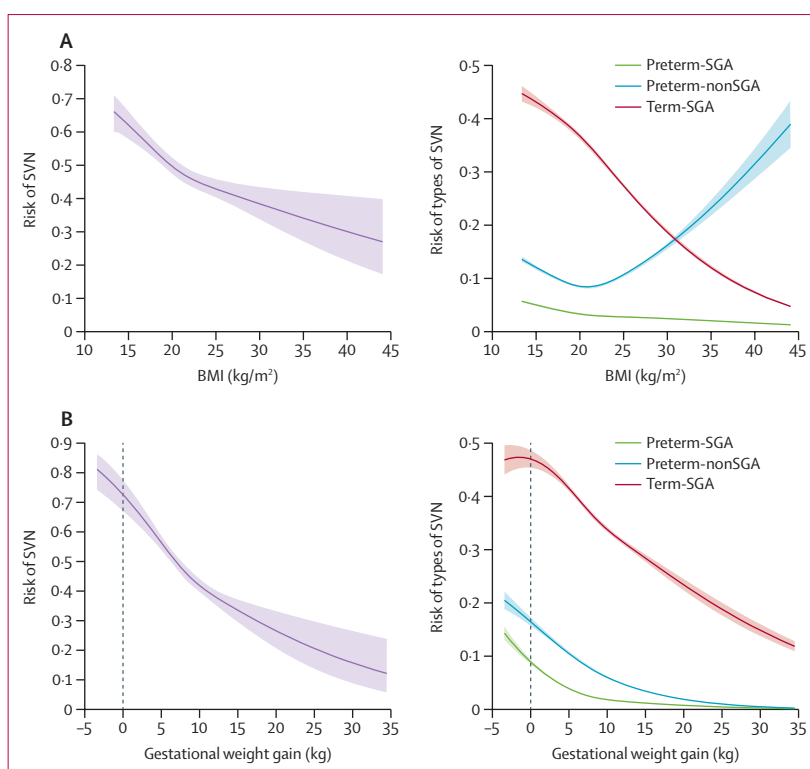 A
0·8
0·7
0·6
0·5
0·4
0·3
0·2
0·1
0
Risk of SVN
10 15 20 25 30 35 40 45
BMI (kg/m²)
Preterm-SGA
Preterm-nonSGA
Term-SGA
0·5
0·4
0·3
0·2
0·1
0
Risk of types of SVN
10 15 20 25 30 35 40 45
BMI (kg/m²)
B
0·9
0·8
0·7
0·6
0·5
0·4
0·3
0·2
0·1
0
Risk of SVN
–5 0 5 10 15 20 25 30 35
Gestational weight gain (kg)
Preterm-SGA
Preterm-nonSGA
Term-SGA
0·5
0·4
0·3
0·2
0·1
0
Risk of types of SVN
–5 0 5 10 15 20 25 30 35
Gestational weight gain (kg)